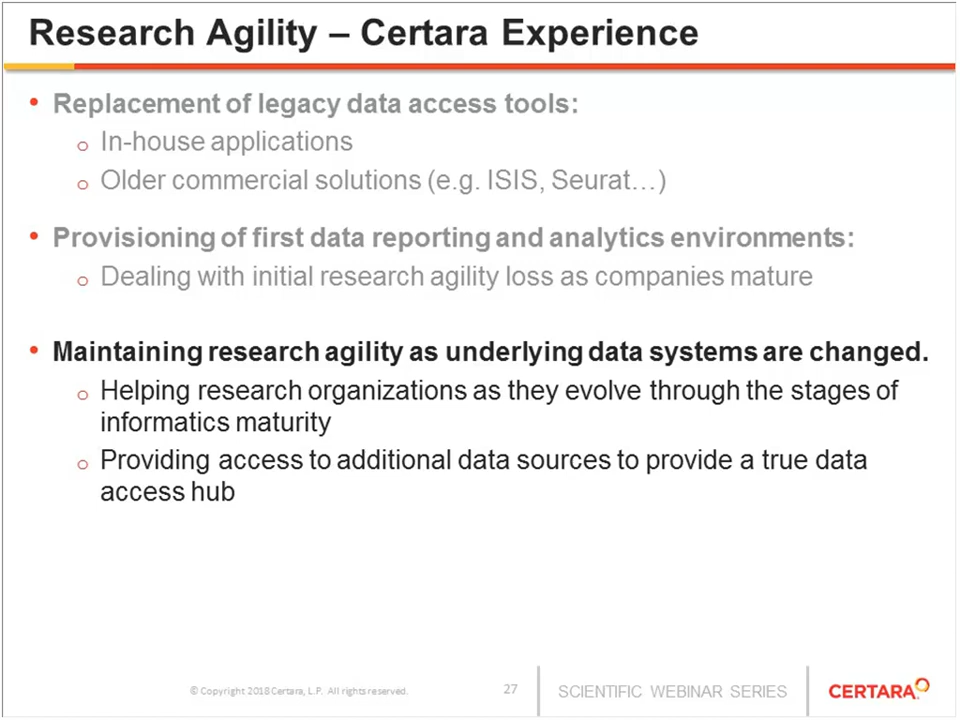 Research Agility – Certara Experience
• Replacement of legacy data access tools:
o In-house applications
o Older commercial solutions (e.g. ISIS, Seurat…)
• Provisioning of first data reporting and analytics environments:
o Dealing with initial research agility loss as companies mature
• Maintaining research agility as underlying data systems are changed.
o Helping research organizations as they evolve through the stages of
informatics maturity
o Providing access to additional data sources to provide a true data
access hub
© Copyright 2018 Certara, L.P. All rights reserved.
27
SCIENTIFIC WEBINAR SERIES
CERTARA